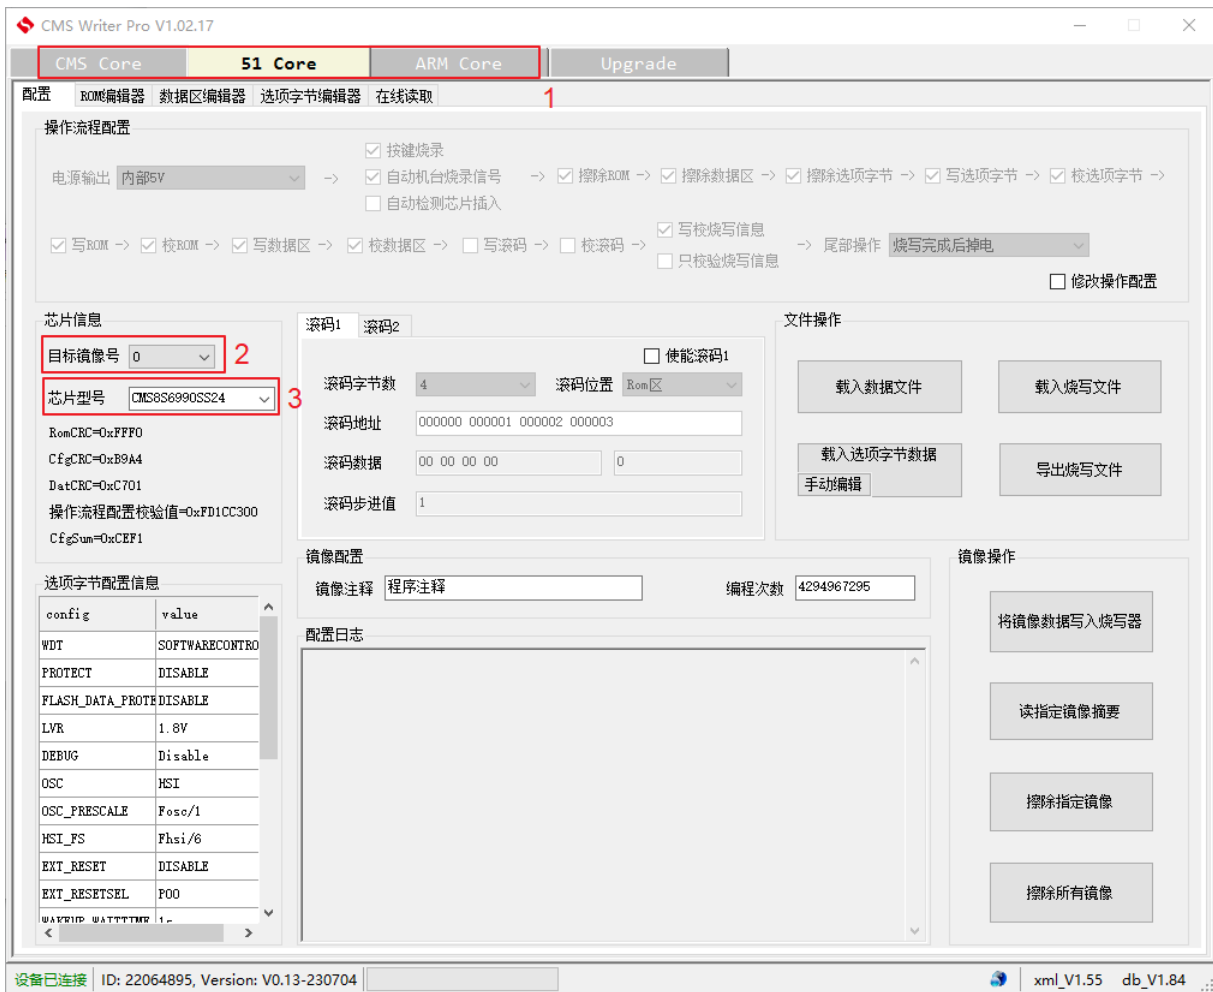 CMS Writer Pro V1.02.17
CMS Core 51 Core ARM Core Upgrade
1
配置 ROM编辑器 数据区编辑器 选项字节编辑器 在线读取
操作流程配置
按键烧录
电源输出 内部5V -> 自动机台烧录信号 -> 擦除ROM -> 擦除数据区 -> 擦除选项字节 -> 写选项字节 -> 校选项字节 ->
自动检测芯片插入
写校烧写信息
写ROM -> 校ROM -> 写数据区 -> 校数据区 -> 写滚码 -> 校滚码 -> -> 尾部操作 烧写完成后掉电
只校验烧写信息
修改操作配置
芯片信息
目标镜像号 0 2
芯片型号 CMS8S6990SS24 3
RomCRC=0xFFF0
CfgCRC=0xB9A4
DatCRC=0xC701
操作流程配置校验值=0xFD1CC300
CfgSum=0xCEF1
滚码1 滚码2
使能滚码1
滚码字节数 4 滚码位置 Rom区
滚码地址 000000 000001 000002 000003
滚码数据 00 00 00 00 0
滚码步进值 1
文件操作
载入数据文件 载入烧写文件
载入选项字节数据 导出烧写文件
手动编辑
选项字节配置信息
config value
WDT SOFTWARECONTRO
PROTECT DISABLE
FLASH_DATA_PROTE DISABLE
LVR 1.8V
DEBUG Disable
OSC HSI
OSC_PRESCALE Fosc/1
HSI_FS Fhsi/6
EXT_RESET DISABLE
EXT_RESETSEL P00
WAKEUP_WAITTIME 1s
镜像配置
镜像注释 程序注释 编程次数 4294967295
配置日志
镜像操作
将镜像数据写入烧写器
读指定镜像摘要
擦除指定镜像
擦除所有镜像
设备已连接 ID: 22064895, Version: V0.13-230704 xml_V1.55 db_V1.84